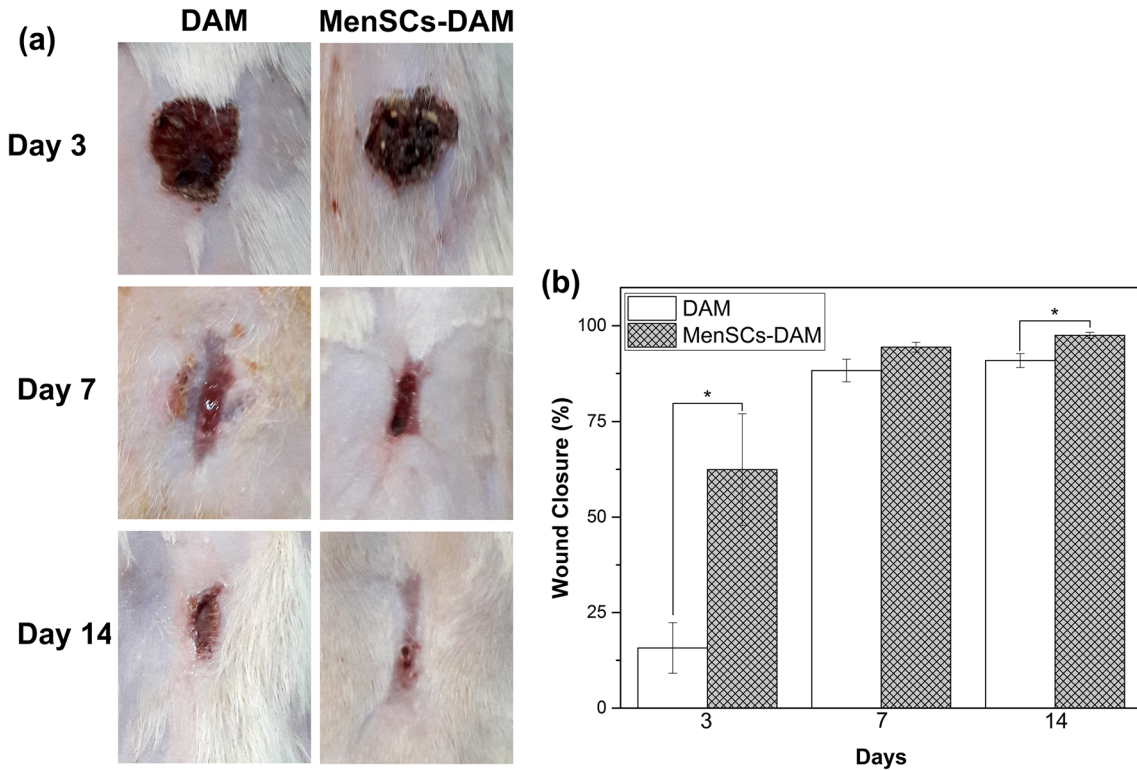 (a)
DAM
MenSCs-DAM
Day 3
Day 7
Day 14
(b)
DAM
MenSCs-DAM
*
*
Wound Closure (%)
100
75
50
25
0
3
7
14
Days